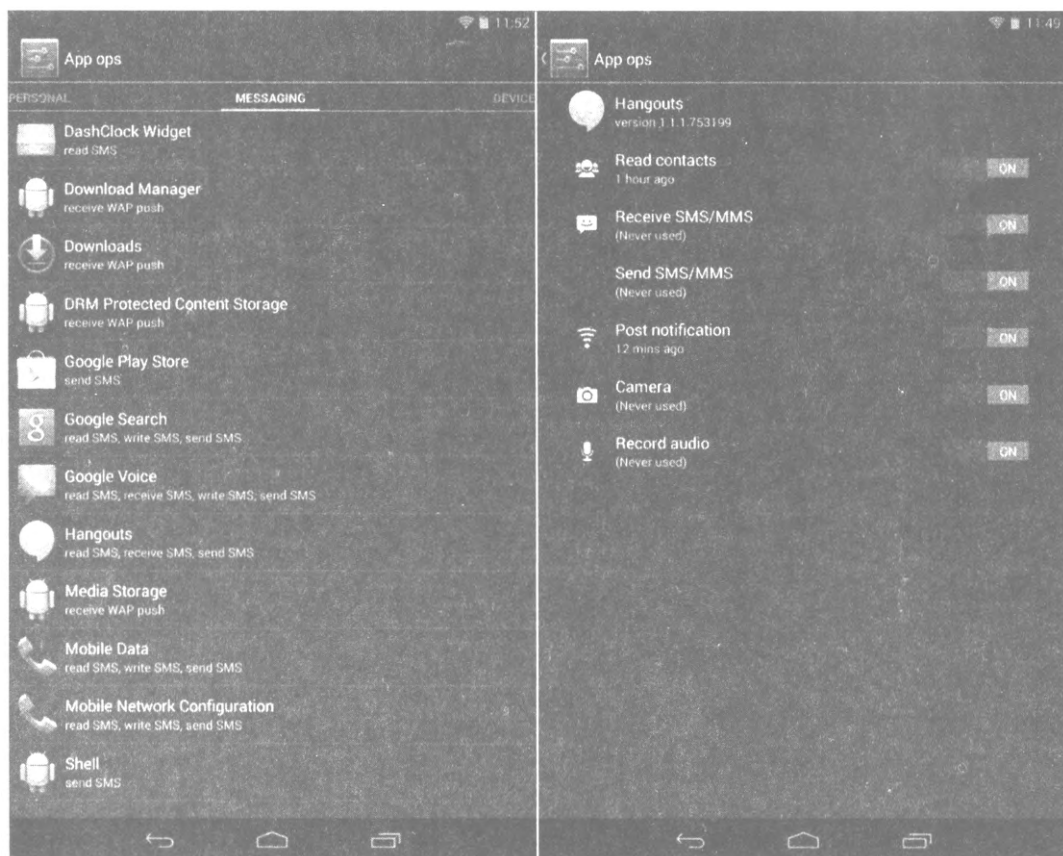 11:52
App ops
PERSONAL
MESSAGING
DEVICE
DashClock Widget
read SMS
Download Manager
receive WAP push
Downloads
receive WAP push
DRM Protected Content Storage
receive WAP push
Google Play Store
send SMS
g
Google Search
read SMS, write SMS, send SMS
Google Voice
read SMS, receive SMS, write SMS, send SMS
Hangouts
read SMS, receive SMS, send SMS
Media Storage
receive WAP push
Mobile Data
read SMS, write SMS, send SMS
Mobile Network Configuration
read SMS, write SMS, send SMS
Shell
send SMS
11:49
App ops
Hangouts
version 1.1.1.753199
Read contacts
1 hour ago
ON
Receive SMS/MMS
(Never used)
ON
Send SMS/MMS
(Never used)
ON
Post notification
12 mins ago
ON
Camera
(Never used)
ON
Record audio
(Never used)
ON